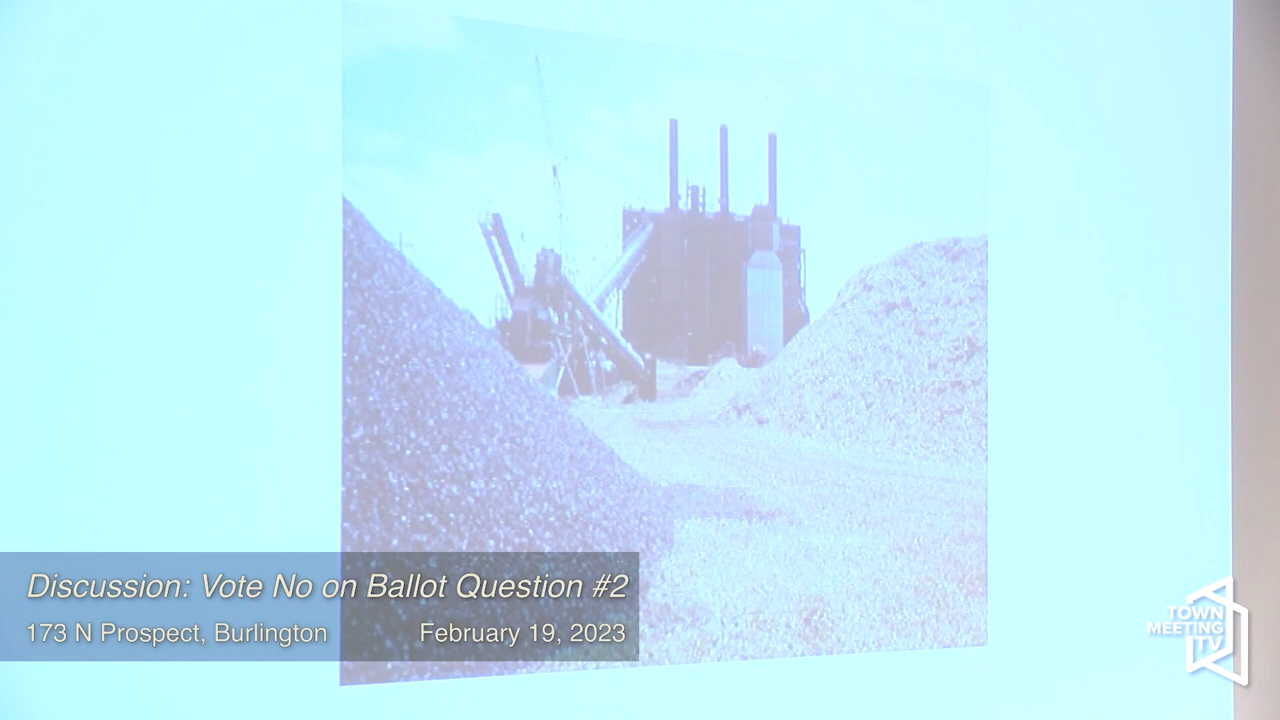 Discussion: Vote No on Ballot Question #2
173 N Prospect, Burlington February 19, 2023
TOWN
MEETING
TV